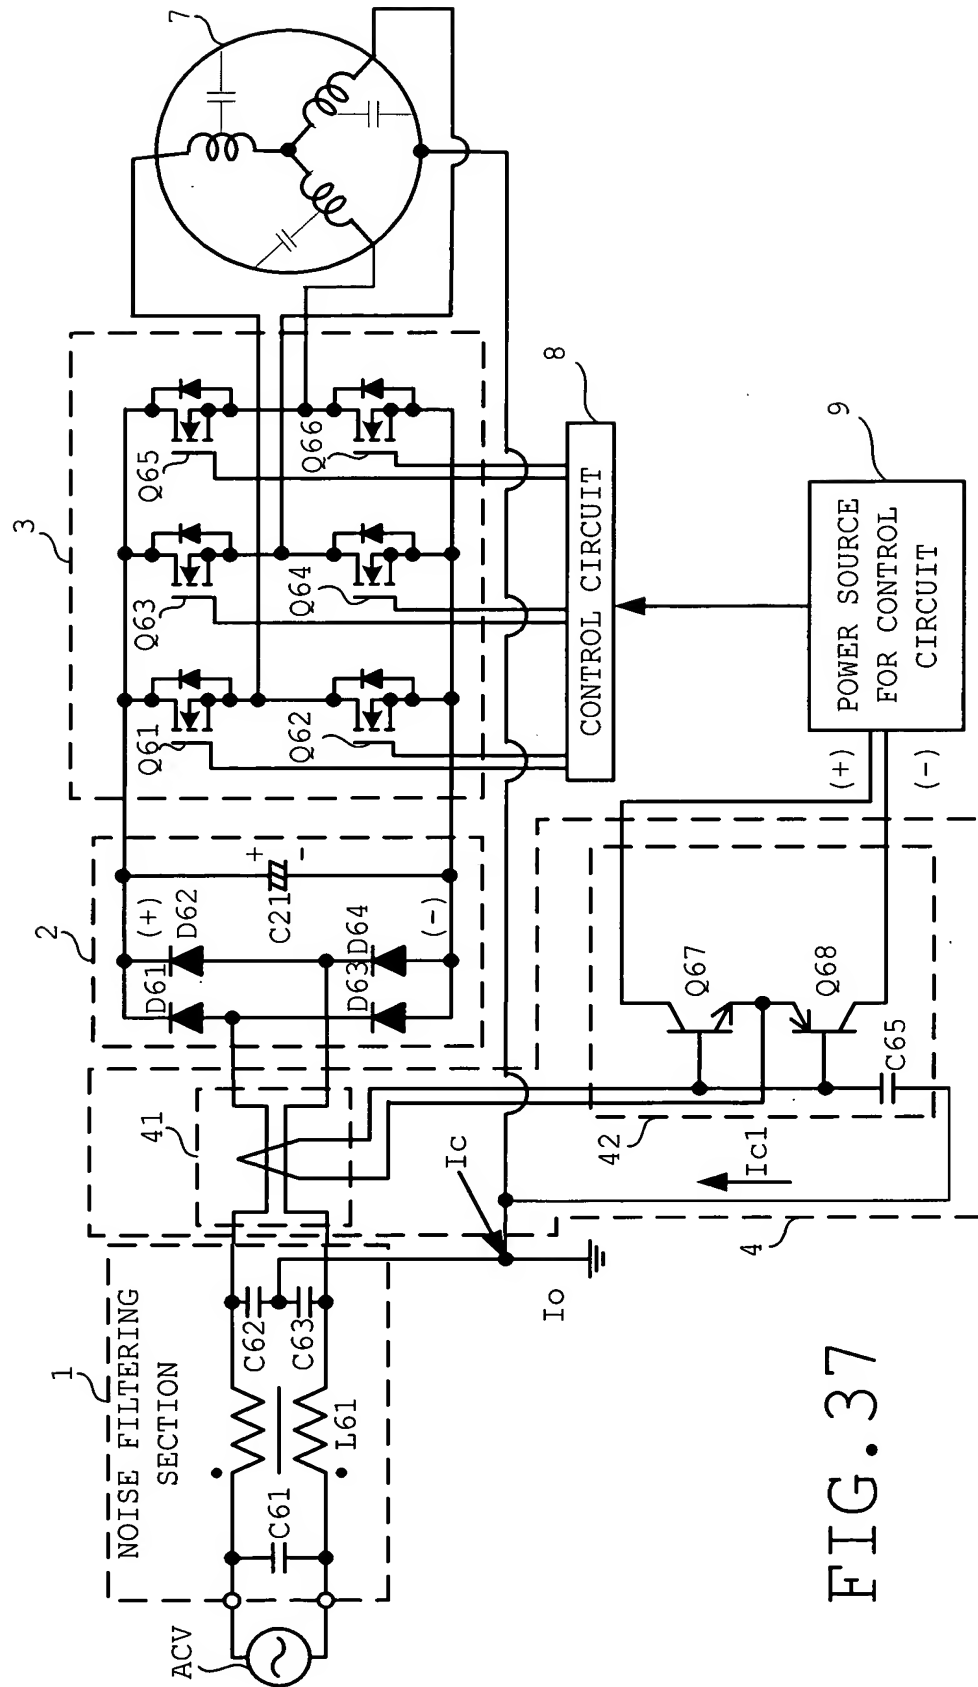 ACV
1
NOISE FILTERING
SECTION
C61
L61
C62
C63
41
Ic
Io
2
D61
(+)
D62
C21
+
-
D63
D64
(-)
3
Q61
Q63
Q65
Q62
Q64
Q66
7
CONTROL CIRCUIT
8
POWER SOURCE
FOR CONTROL
CIRCUIT
9
(+)
(-)
4
42
Ic1
Q67
Q68
C65
FIG.37